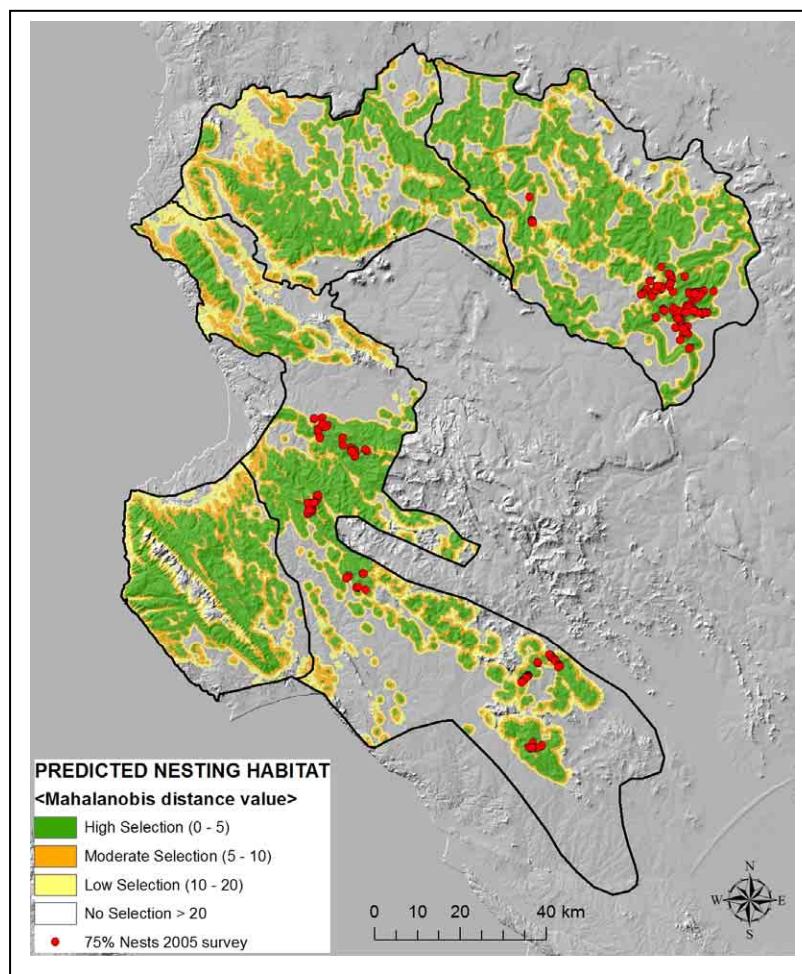 PREDICTED NESTING HABITAT
<Mahalanobis distance value>
High Selection (0 - 5)
Moderate Selection (5 - 10)
Low Selection (10 - 20)
No Selection > 20
75% Nests 2005 survey
0 10 20 40 km
N
W E
S